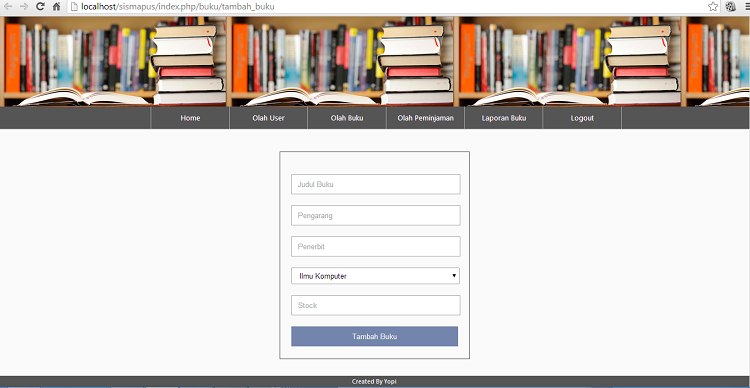 localhost/sismapus/index.php/buku/tambah_buku
Home Olah User Olah Buku Olah Peminjaman Laporan Buku Logout
Judul Buku
Pengarang
Penerbit
Ilmu Komputer
Stock
Tambah Buku
Created By Yopi